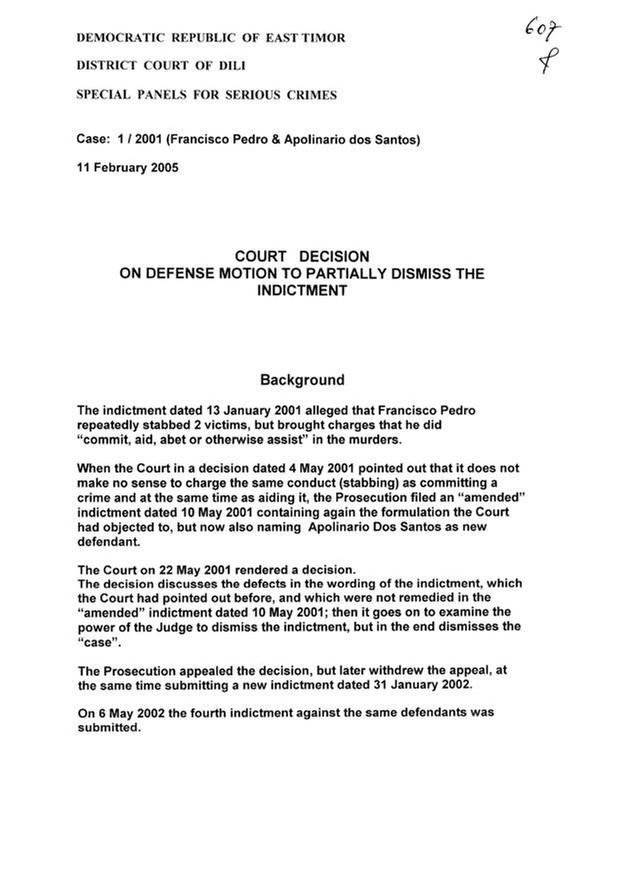 DEMOCRATIC REPUBLIC OF EAST TIMOR
607
DISTRICT COURT OF DILI
SPECIAL PANELS FOR SERIOUS CRIMES
Case: 1 / 2001 (Francisco Pedro & Apolinario dos Santos)
11 February 2005
COURT DECISION
ON DEFENSE MOTION TO PARTIALLY DISMISS THE
INDICTMENT
Background
The indictment dated 13 January 2001 alleged that Francisco Pedro
repeatedly stabbed 2 victims, but brought charges that he did
“commit, aid, abet or otherwise assist” in the murders.
When the Court in a decision dated 4 May 2001 pointed out that it does not
make no sense to charge the same conduct (stabbing) as committing a
crime and at the same time as aiding it, the Prosecution filed an “amended”
indictment dated 10 May 2001 containing again the formulation the Court
had objected to, but now also naming Apolinario Dos Santos as new
defendant.
The Court on 22 May 2001 rendered a decision.
The decision discusses the defects in the wording of the indictment, which
the Court had pointed out before, and which were not remedied in the
“amended” indictment dated 10 May 2001; then it goes on to examine the
power of the Judge to dismiss the indictment, but in the end dismisses the
“case”.
The Prosecution appealed the decision, but later withdrew the appeal, at
the same time submitting a new indictment dated 31 January 2002.
On 6 May 2002 the fourth indictment against the same defendants was
submitted.